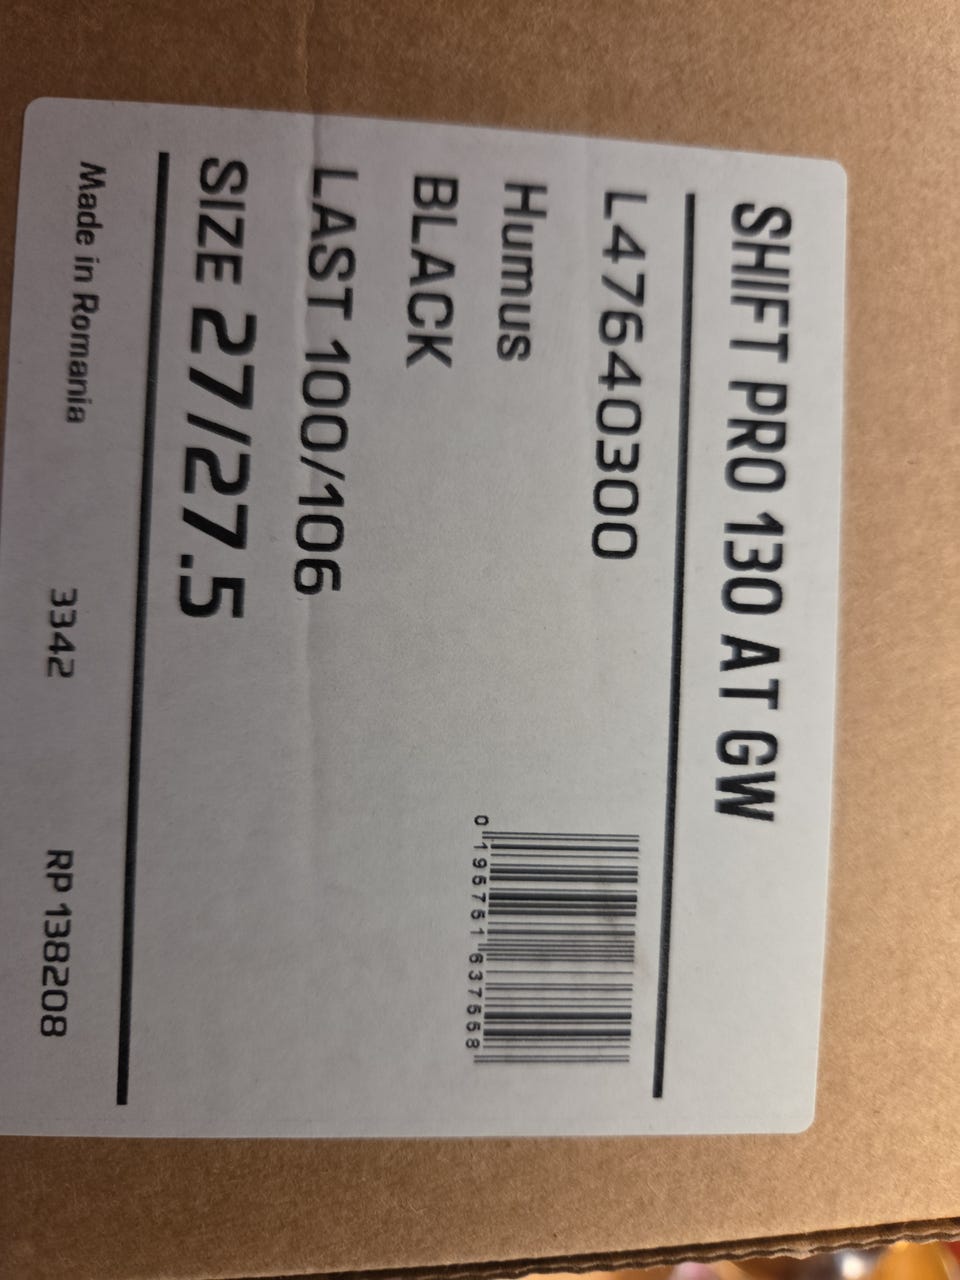 SHIFT PRO 130 AT GW
L47640300
Humus
BLACK
LAST 100/106
SIZE 27/27.5
0 195751 637568
Made in Romania 3342 RP 138208